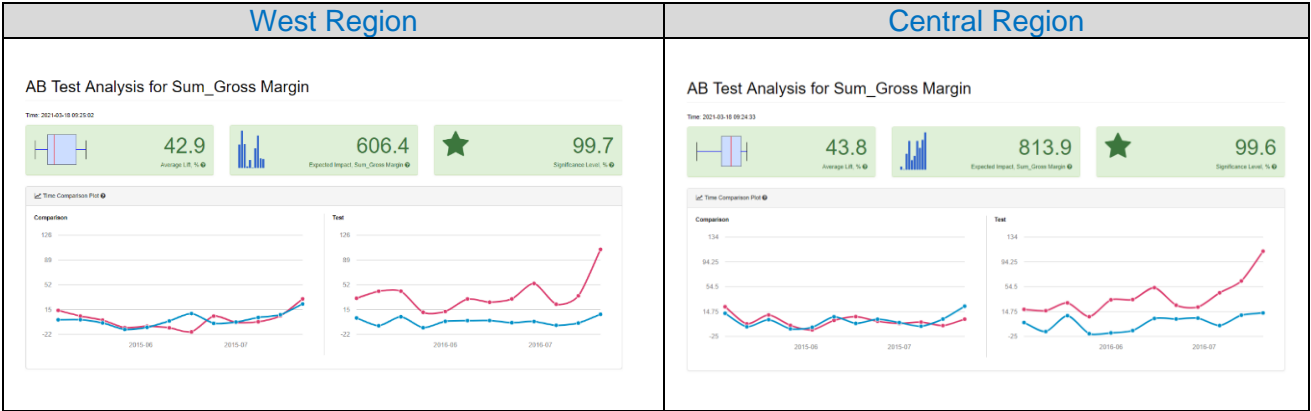 West Region
AB Test Analysis for Sum_Gross Margin
Time: 2021-03-18 09:25:02
42.9
Average Lift, %
606.4
Expected Impact, Sum_Gross Margin
99.7
Significance Level, %
Time Comparison Plot
Comparison
126
89
52
15
-22
2015-06
2015-07
Test
126
89
52
15
-22
2016-06
2016-07
Central Region
AB Test Analysis for Sum_Gross Margin
Time: 2021-03-18 09:24:33
43.8
Average Lift, %
813.9
Expected Impact, Sum_Gross Margin
99.6
Significance Level, %
Time Comparison Plot
Comparison
134
94.25
54.5
14.75
-25
2015-06
2015-07
Test
134
94.25
54.5
14.75
-25
2016-06
2016-07